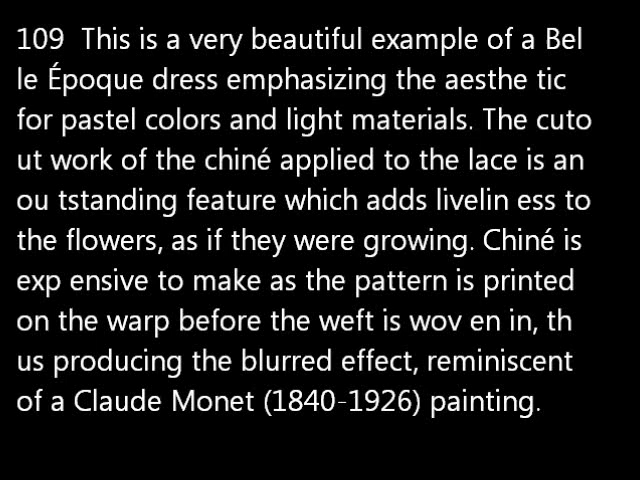 109  This is a very beautiful example of a Bel
le Époque dress emphasizing the aesthe tic
for pastel colors and light materials. The cuto
ut work of the chiné applied to the lace is an
ou tstanding feature which adds livelin ess to
the flowers, as if they were growing. Chiné is
exp ensive to make as the pattern is printed
on the warp before the weft is wov en in, th
us producing the blurred effect, reminiscent
of a Claude Monet (1840-1926) painting.